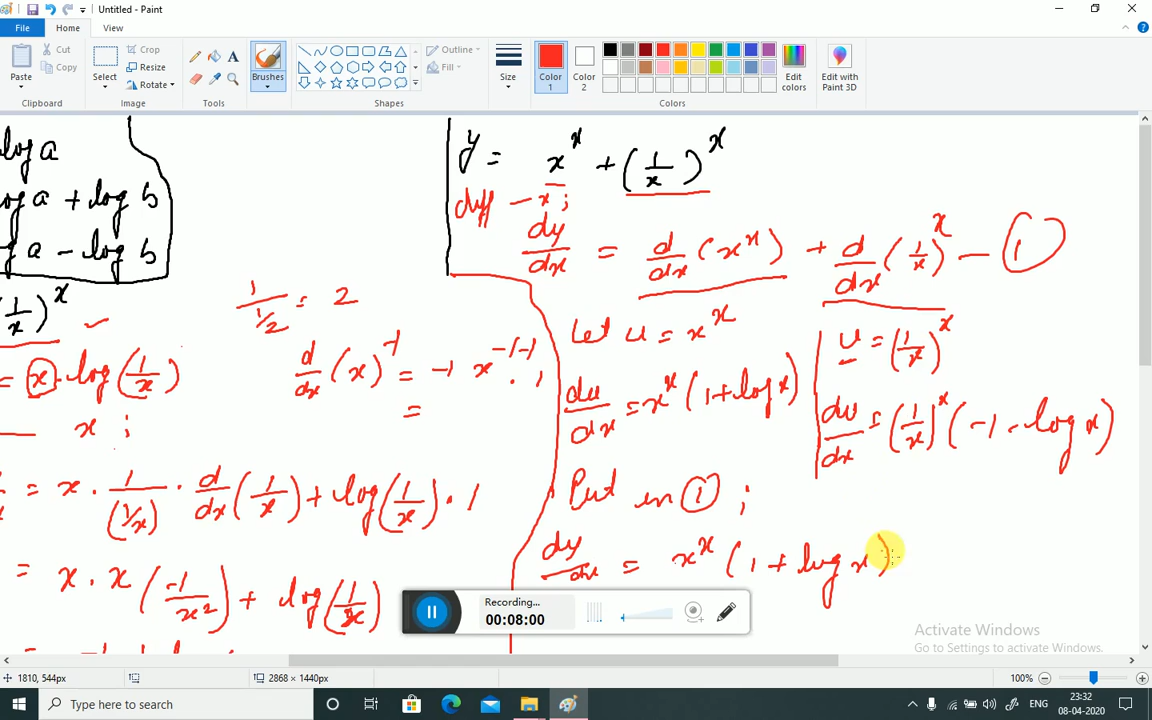 Untitled - Paint
File Home View
Paste Cut Copy Select Crop Resize Rotate Brushes Outline Fill Size Color 1 Color 2 Edit colors Edit with Paint 3D
Clipboard Image Tools Shapes Colors
log a
log a + log b
g a - log b
(1/x)^x
= x · log(1/x)
x ;
= x · 1/(1/x) · d/dx (1/x) + log(1/x) · 1
= x · x (-1/x²) + log(1/x)
1/(1/2) = 2
d/dx (x)^-1 = -1 x^-1-1 · 1
=
y = x^x + (1/x)^x
diff - x ;
dy/dx = d/dx (x^x) + d/dx (1/x)^x - ①
Let u = x^x
du/dx = x^x (1 + log x)
v = (1/x)^x
dv/dx = (1/x)^x (-1 - log x)
Put in ① ;
dy/dx = x^x (1 + log x)
Recording...
00:08:00
Activate Windows
Go to Settings to activate Windows.
1810, 544px 2868 × 1440px 100%
Type here to search ENG 23:32
08-04-2020